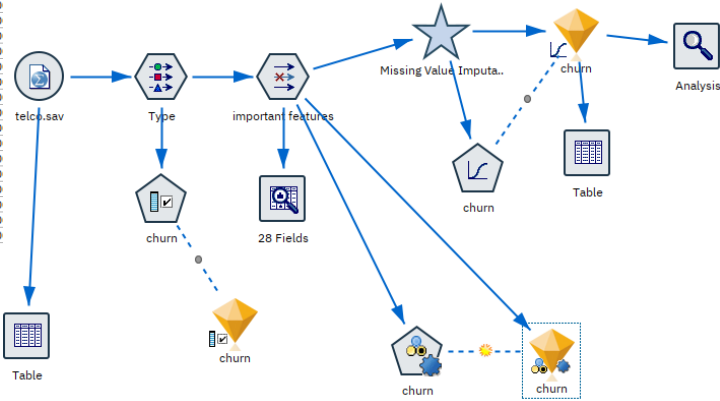 Missing Value Imputa..
churn
Analysis
telco.sav
Type
important features
Table
churn
churn
28 Fields
churn
Table
churn
churn